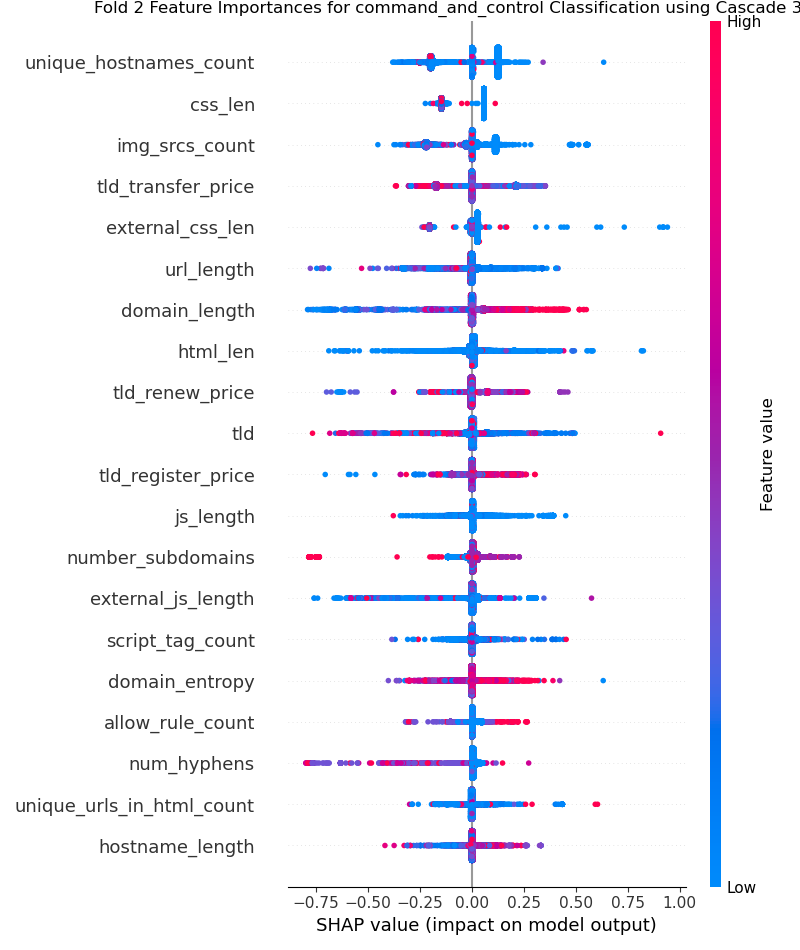 Fold 2 Feature Importances for command_and_control Classification using Cascade 3
High
unique_hostnames_count
css_len
img_srcs_count
tld_transfer_price
external_css_len
url_length
domain_length
html_len
tld_renew_price
tld
tld_register_price
js_length
number_subdomains
external_js_length
script_tag_count
domain_entropy
allow_rule_count
num_hyphens
unique_urls_in_html_count
hostname_length
Feature value
Low
−0.75 −0.50 −0.25 0.00 0.25 0.50 0.75 1.00
SHAP value (impact on model output)